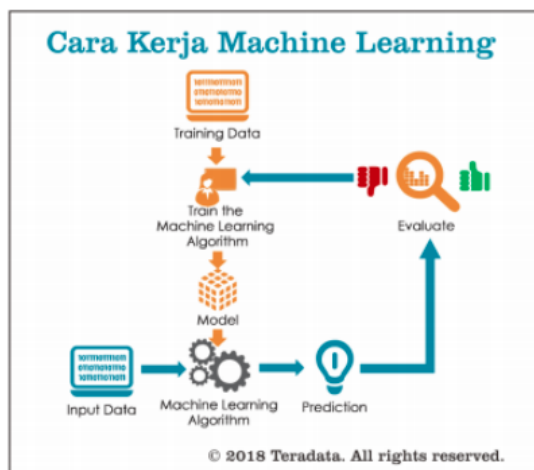 Cara Kerja Machine Learning
Training Data
Train the
Machine Learning
Algorithm
Evaluate
Model
Input Data
Machine Learning
Algorithm
Prediction
© 2018 Teradata. All rights reserved.